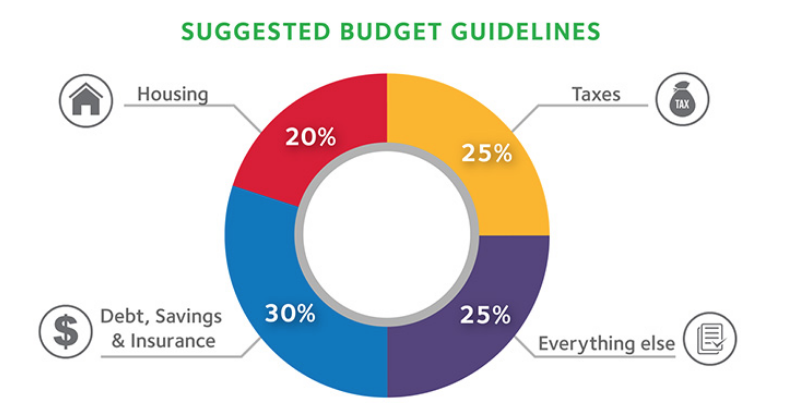 SUGGESTED BUDGET GUIDELINES
Housing
Taxes
TAX
20%
25%
30%
25%
Debt, Savings
& Insurance
$
Everything else